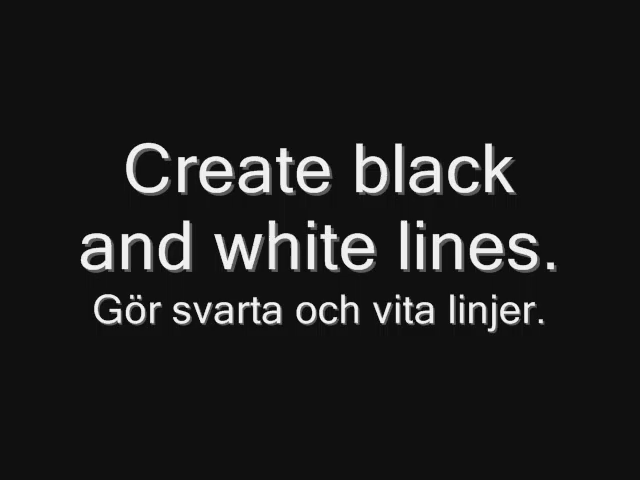 Create black
and white lines.
Gör svarta och vita linjer.